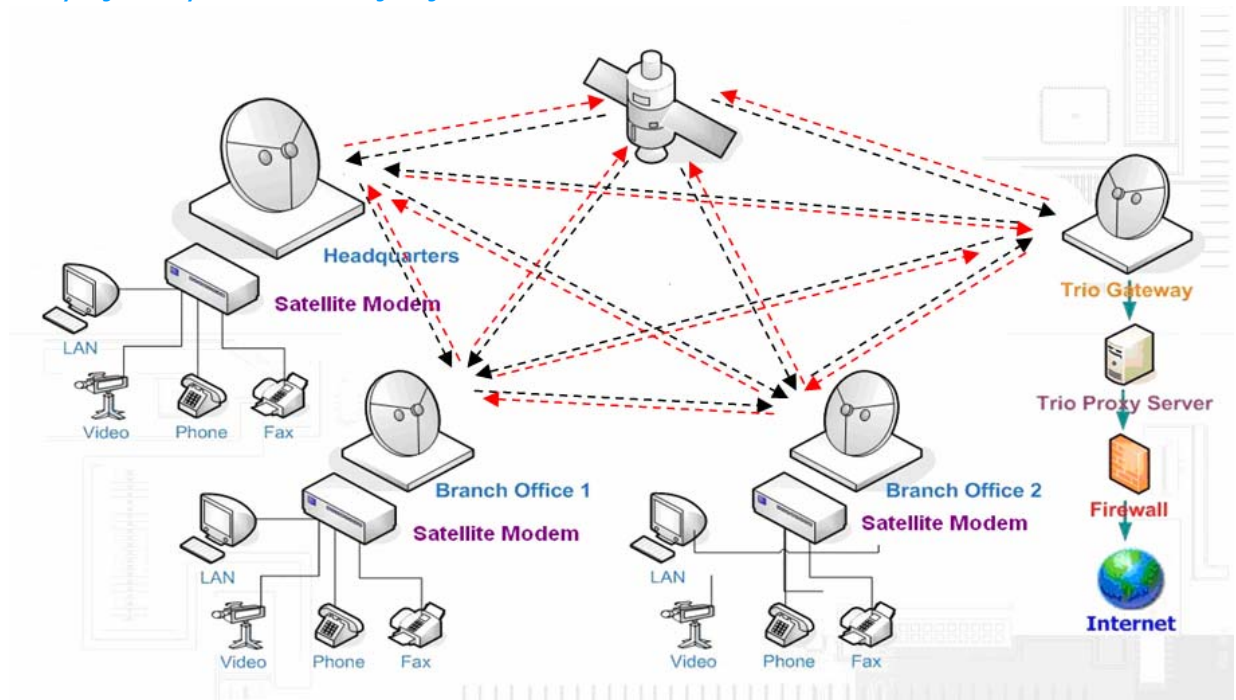 Headquarters
Satellite Modem
LAN
Video
Phone
Fax
Branch Office 1
Satellite Modem
LAN
Video
Phone
Fax
Branch Office 2
Satellite Modem
LAN
Video
Phone
Fax
Trio Gateway
Trio Proxy Server
Firewall
Internet